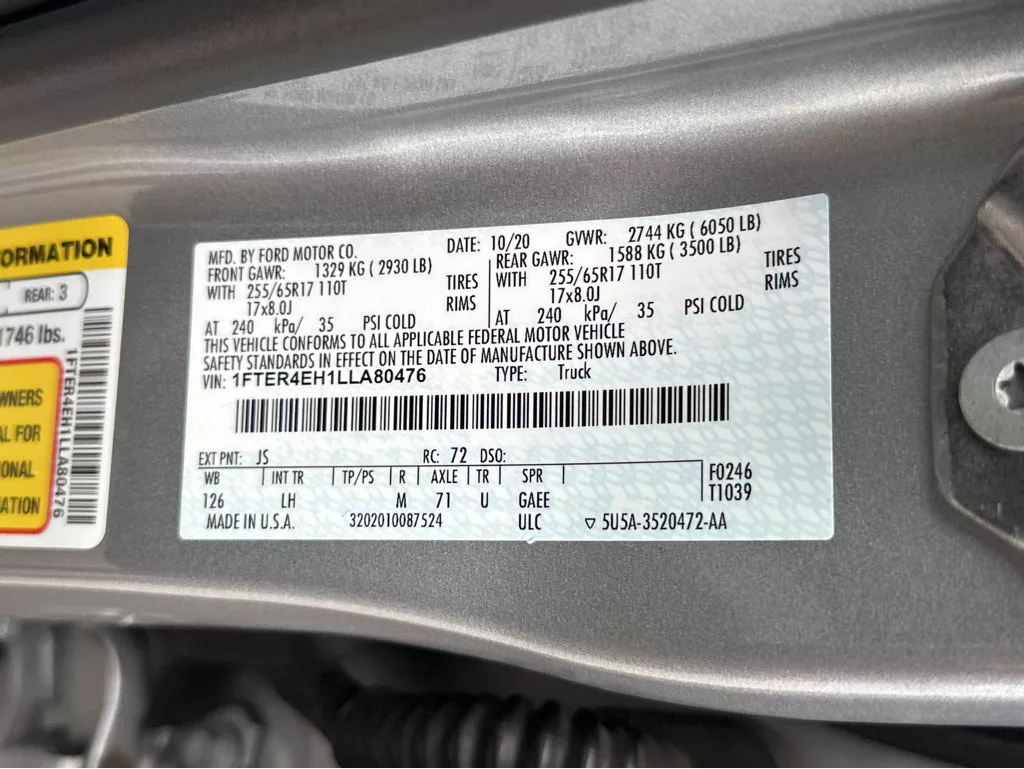 ORMATION
REAR: 3
1746 lbs.
WNERS
AL FOR
ONAL
ATION
1FTER4EH1LLA80476
MFD. BY FORD MOTOR CO. DATE: 10/20 GVWR: 2744 KG ( 6050 LB)
FRONT GAWR: 1329 KG ( 2930 LB) REAR GAWR: 1588 KG ( 3500 LB)
WITH 255/65R17 110T TIRES WITH 255/65R17 110T TIRES
17x8.0J RIMS 17x8.0J RIMS
AT 240 kPa/ 35 PSI COLD AT 240 kPa/ 35 PSI COLD
THIS VEHICLE CONFORMS TO ALL APPLICABLE FEDERAL MOTOR VEHICLE
SAFETY STANDARDS IN EFFECT ON THE DATE OF MANUFACTURE SHOWN ABOVE.
VIN: 1FTER4EH1LLA80476 TYPE: Truck
EXT PNT: JS RC: 72 DSO:
WB INT TR TP/PS R AXLE TR SPR F0246
126 LH M 71 U GAEE T1039
MADE IN U.S.A. 3202010087524 ULC ▽ 5U5A-3520472-AA